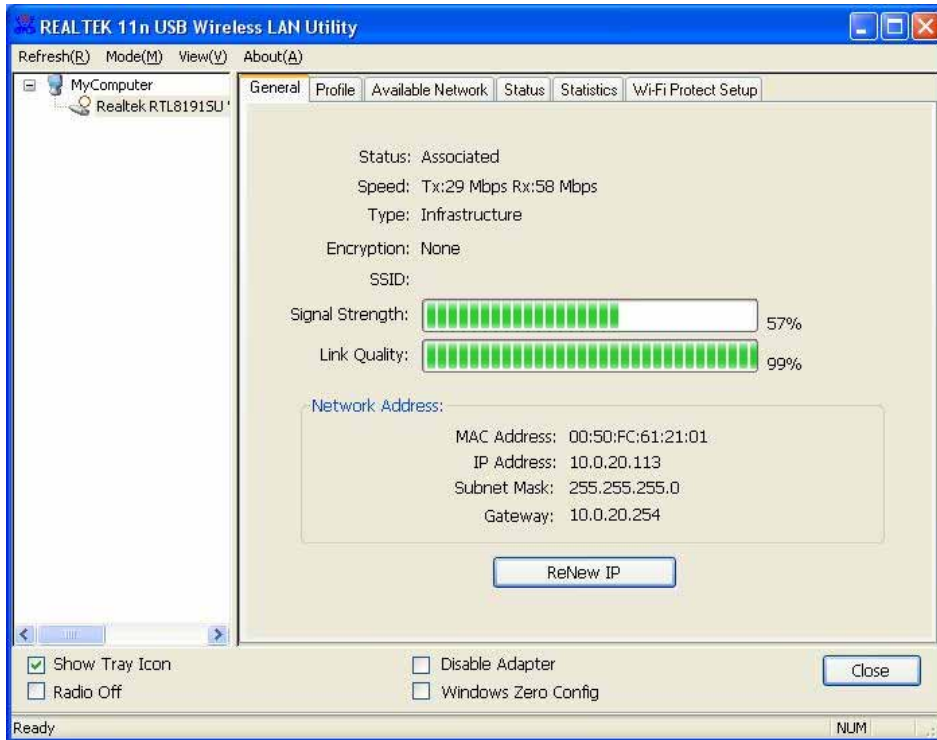 REALTEK 11n USB Wireless LAN Utility
Refresh(R) Mode(M) View(V) About(A)
MyComputer
Realtek RTL8191SU
General Profile Available Network Status Statistics Wi-Fi Protect Setup
Status: Associated
Speed: Tx:29 Mbps Rx:58 Mbps
Type: Infrastructure
Encryption: None
SSID:
Signal Strength: 57%
Link Quality: 99%
Network Address:
MAC Address: 00:50:FC:61:21:01
IP Address: 10.0.20.113
Subnet Mask: 255.255.255.0
Gateway: 10.0.20.254
ReNew IP
Show Tray Icon
Disable Adapter
Radio Off
Windows Zero Config
Close
Ready NUM